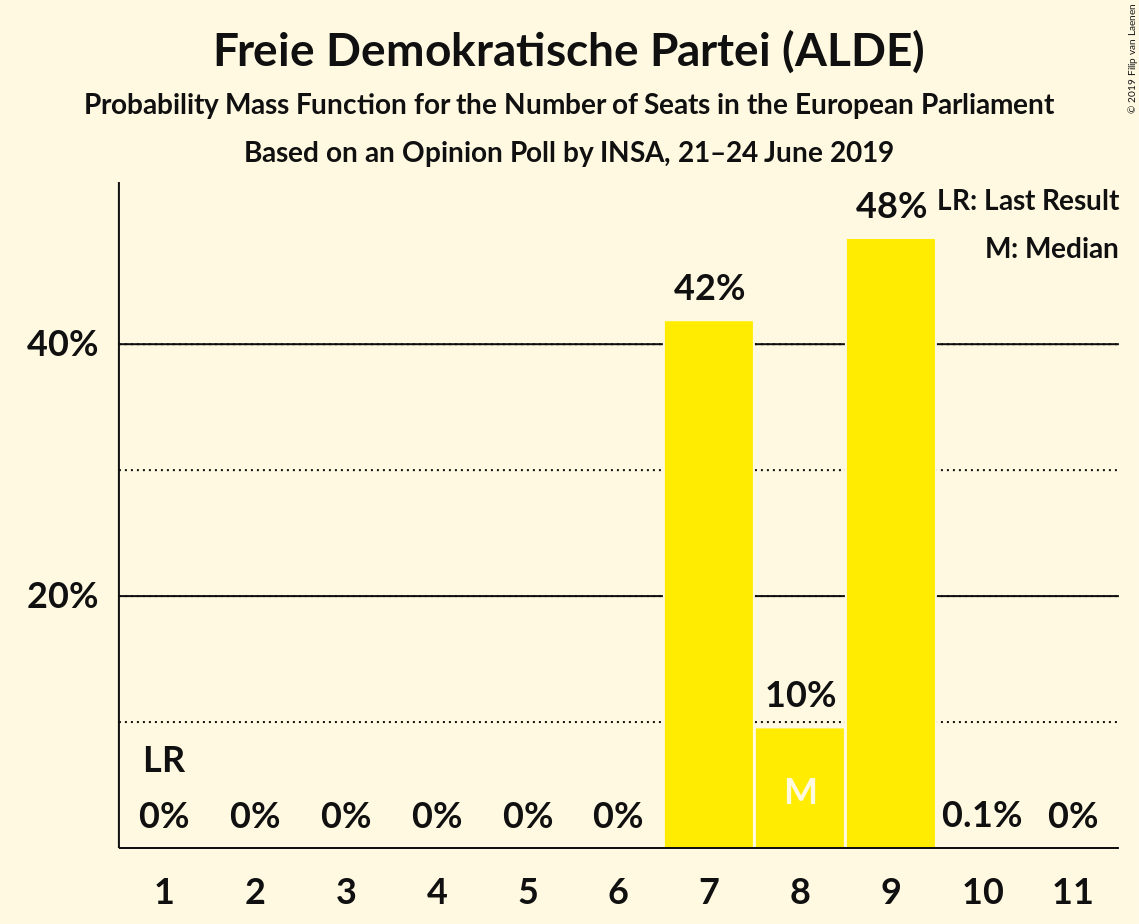 Freie Demokratische Partei (ALDE)
Probability Mass Function for the Number of Seats in the European Parliament
Based on an Opinion Poll by INSA, 21–24 June 2019
© 2019 Filip van Laenen
LR: Last Result
M: Median
48%
42%
40%
20%
10%
LR
M
0% 0% 0% 0% 0% 0% 0.1% 0%
1 2 3 4 5 6 7 8 9 10 11